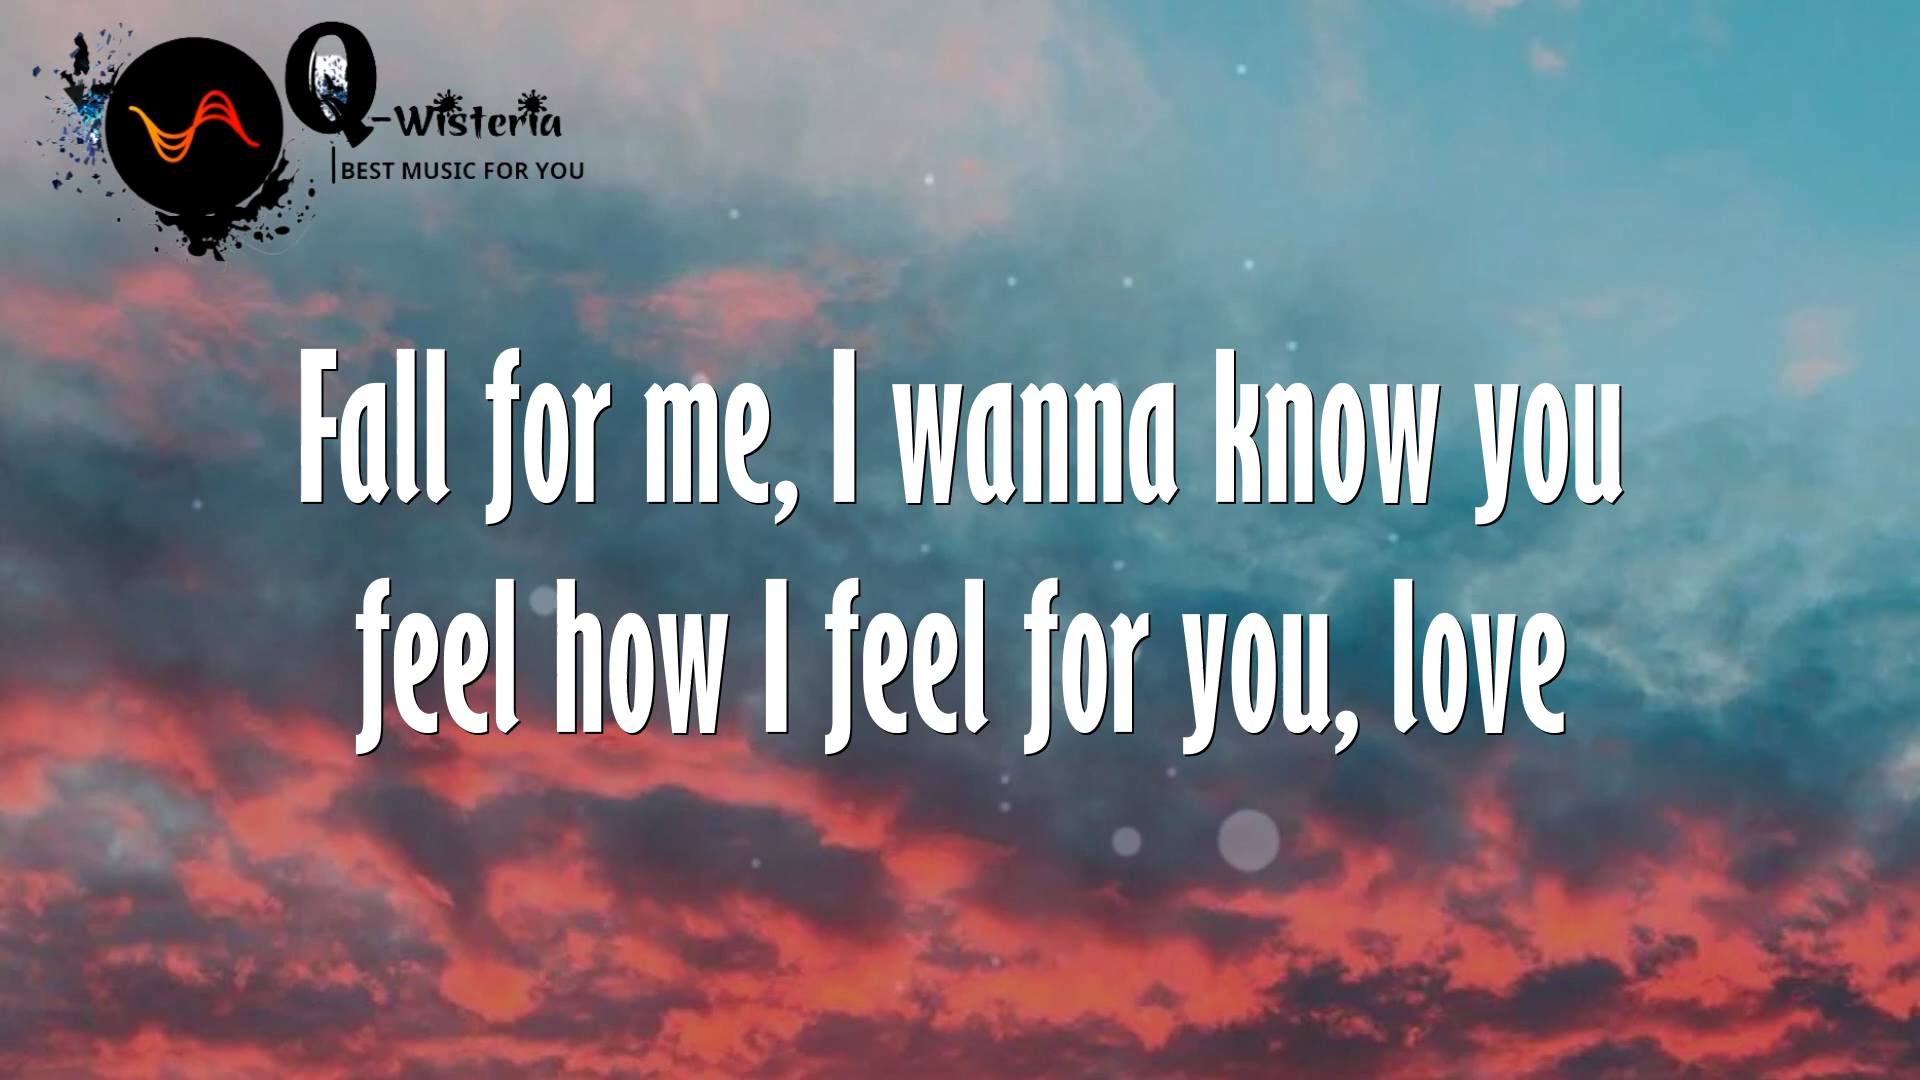 Q-Wisteria
BEST MUSIC FOR YOU
Fall for me, I wanna know you
feel how I feel for you, love